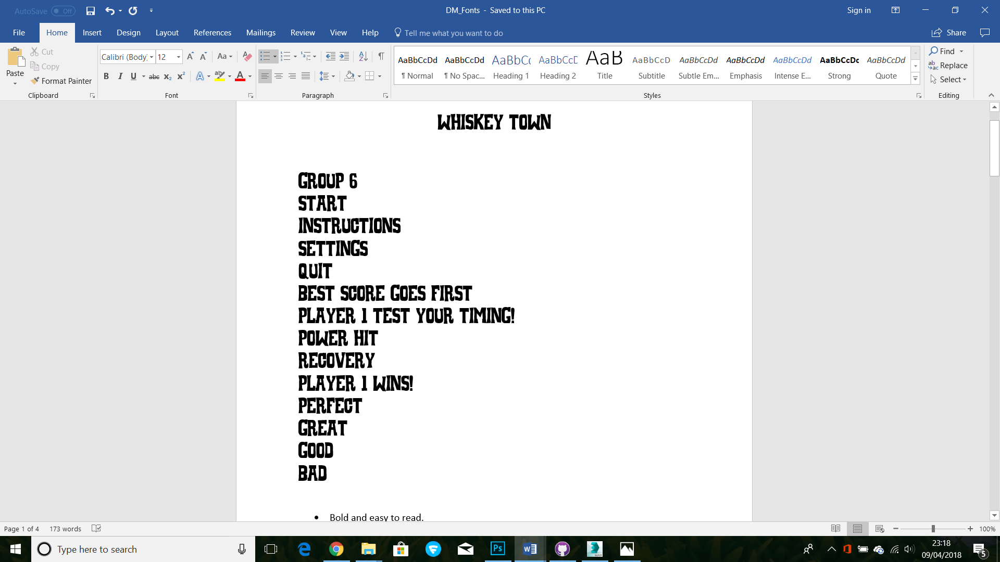 AutoSave Off
DM_Fonts - Saved to this PC
Sign in
File Home Insert Design Layout References Mailings Review View Help Tell me what you want to do Share
Paste
Cut
Copy
Format Painter
Clipboard
Calibri (Body) 12
Font
Paragraph
AaBbCcDd AaBbCcDd AaBbCc AaBbCcD AaB AaBbCcD AaBbCcDd AaBbCcDd AaBbCcDd AaBbCcDc AaBbCcDd
¶ Normal ¶ No Spac... Heading 1 Heading 2 Title Subtitle Subtle Em... Emphasis Intense E... Strong Quote
Styles
Find
Replace
Select
Editing
WHISKEY TOWN
GROUP 6
START
INSTRUCTIONS
SETTINGS
QUIT
BEST SCORE GOES FIRST
PLAYER 1 TEST YOUR TIMING!
POWER HIT
RECOVERY
PLAYER 1 WINS!
PERFECT
GREAT
GOOD
BAD
• Bold and easy to read.
Page 1 of 4 173 words
100%
Type here to search
23:18
09/04/2018
5